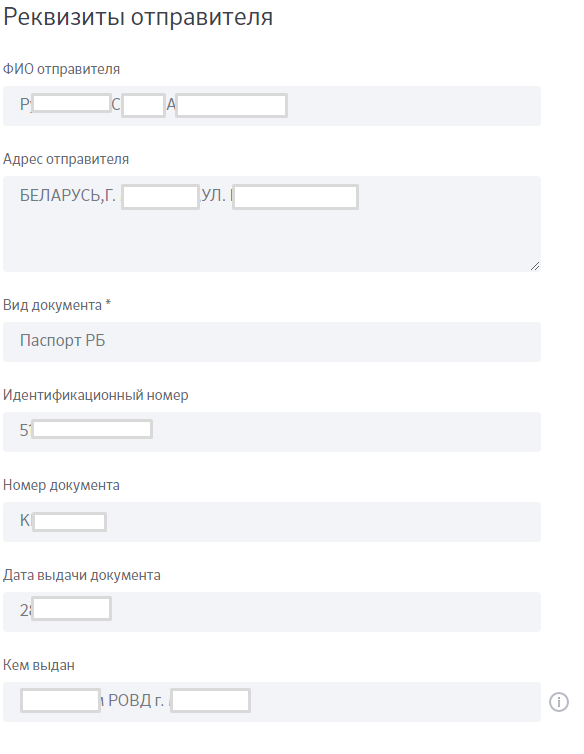 Реквизиты отправителя
ФИО отправителя
Адрес отправителя
БЕЛАРУСЬ,Г. УЛ.
Вид документа *
Паспорт РБ
Идентификационный номер
Номер документа
Дата выдачи документа
28
Кем выдан
РОВД г.